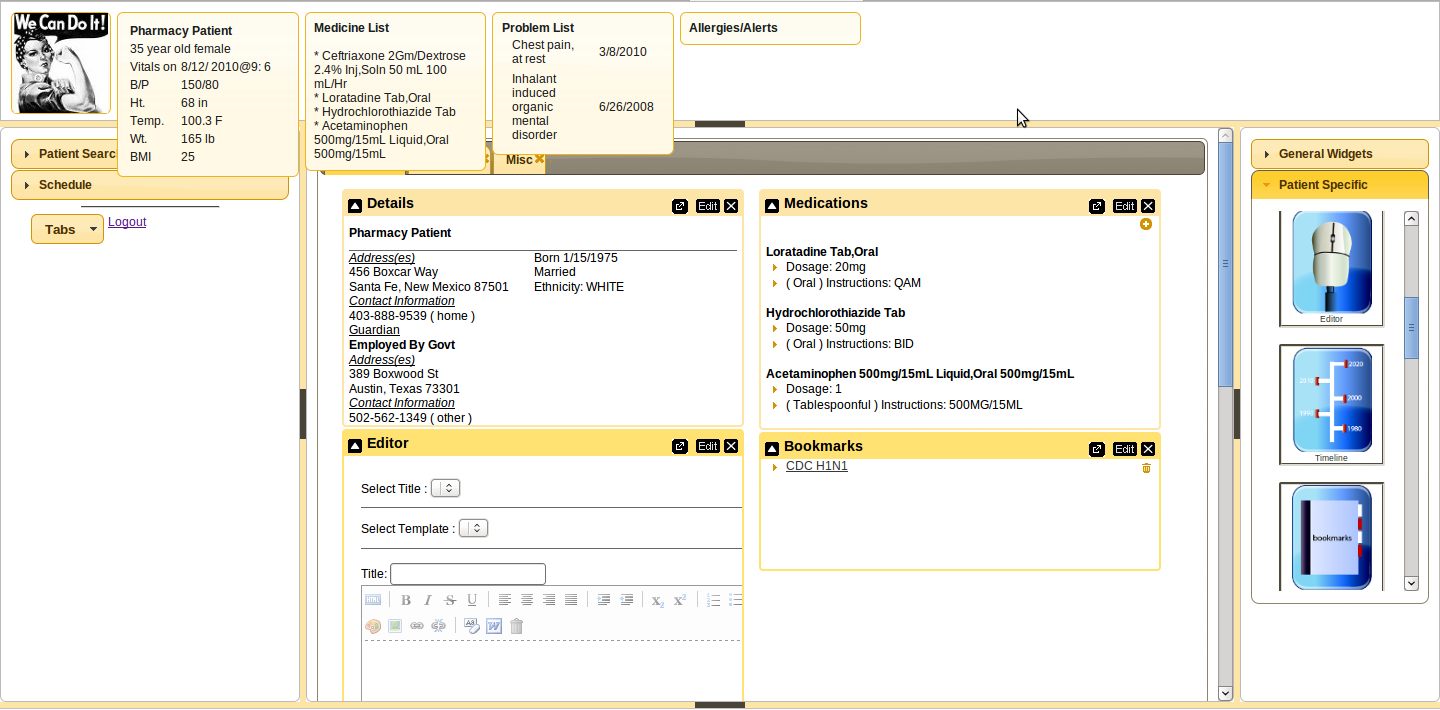 We Can Do It!
Pharmacy Patient
35 year old female
Vitals on 8/12/ 2010@9: 6
B/P 150/80
Ht. 68 in
Temp. 100.3 F
Wt. 165 lb
BMI 25
Medicine List
* Ceftriaxone 2Gm/Dextrose
2.4% Inj,Soln 50 mL 100
mL/Hr
* Loratadine Tab,Oral
* Hydrochlorothiazide Tab
* Acetaminophen
500mg/15mL Liquid,Oral
500mg/15mL
Problem List
Chest pain,
at rest 3/8/2010
Inhalant
induced
organic 6/26/2008
mental
disorder
Allergies/Alerts
Patient Searc
Schedule
Tabs
Logout
Misc
Details
Edit
Pharmacy Patient
Address(es) Born 1/15/1975
456 Boxcar Way Married
Santa Fe, New Mexico 87501 Ethnicity: WHITE
Contact Information
403-888-9539 ( home )
Guardian
Employed By Govt
Address(es)
389 Boxwood St
Austin, Texas 73301
Contact Information
502-562-1349 ( other )
Editor
Edit
Select Title :
Select Template :
Title:
B I S U
X2 X2
ABC
W
Medications
Edit
Loratadine Tab,Oral
Dosage: 20mg
( Oral ) Instructions: QAM
Hydrochlorothiazide Tab
Dosage: 50mg
( Oral ) Instructions: BID
Acetaminophen 500mg/15mL Liquid,Oral 500mg/15mL
Dosage: 1
( Tablespoonful ) Instructions: 500MG/15ML
Bookmarks
Edit
CDC H1N1
General Widgets
Patient Specific
Editor
2020
2010
2000
1990
1980
Timeline
bookmarks